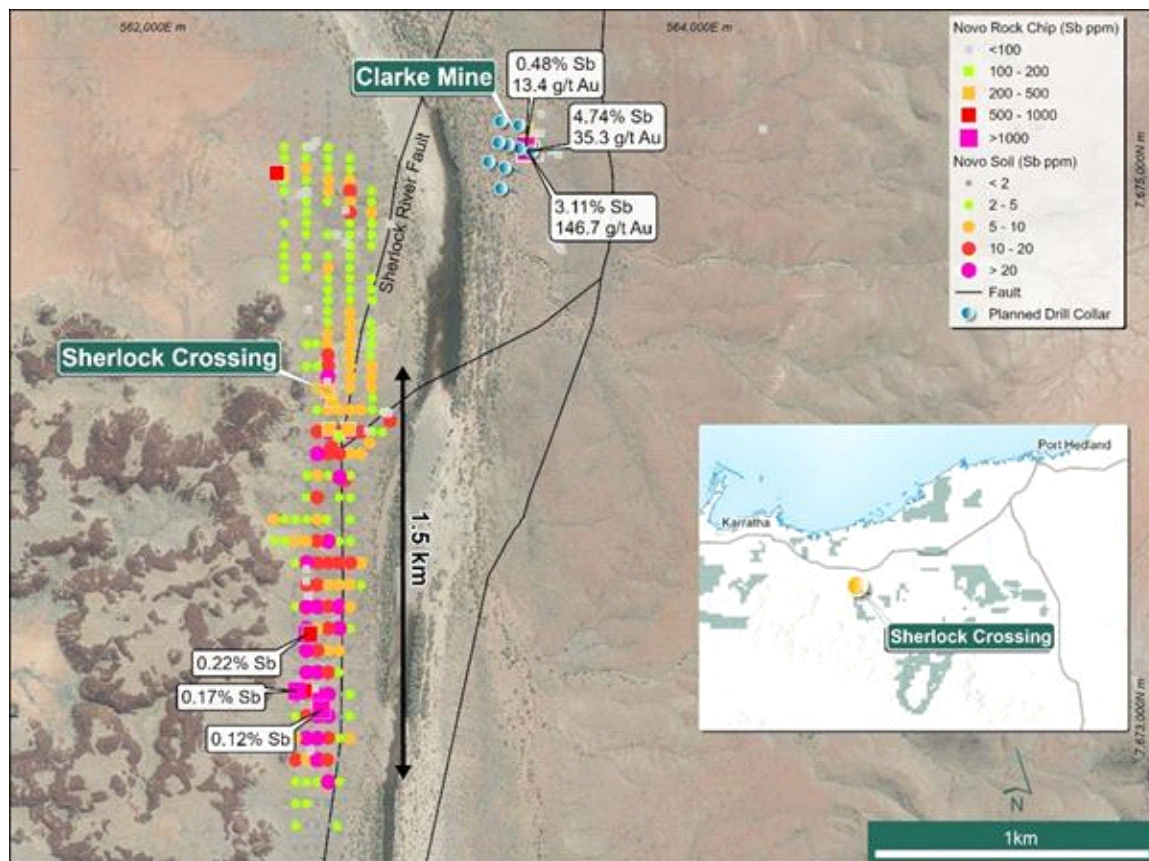 562,000E m
564,000E m
Clarke Mine
0.48% Sb
13.4 g/t Au
4.74% Sb
35.3 g/t Au
3.11% Sb
146.7 g/t Au
Sherlock River Fault
Sherlock Crossing
1.5 km
0.22% Sb
0.17% Sb
0.12% Sb
Novo Rock Chip (Sb ppm)
<100
100 - 200
200 - 500
500 - 1000
>1000
Novo Soil (Sb ppm)
< 2
2 - 5
5 - 10
10 - 20
> 20
Fault
Planned Drill Collar
7,675,000N m
Port Hedland
Karratha
Sherlock Crossing
7,673,000N m
N
1km